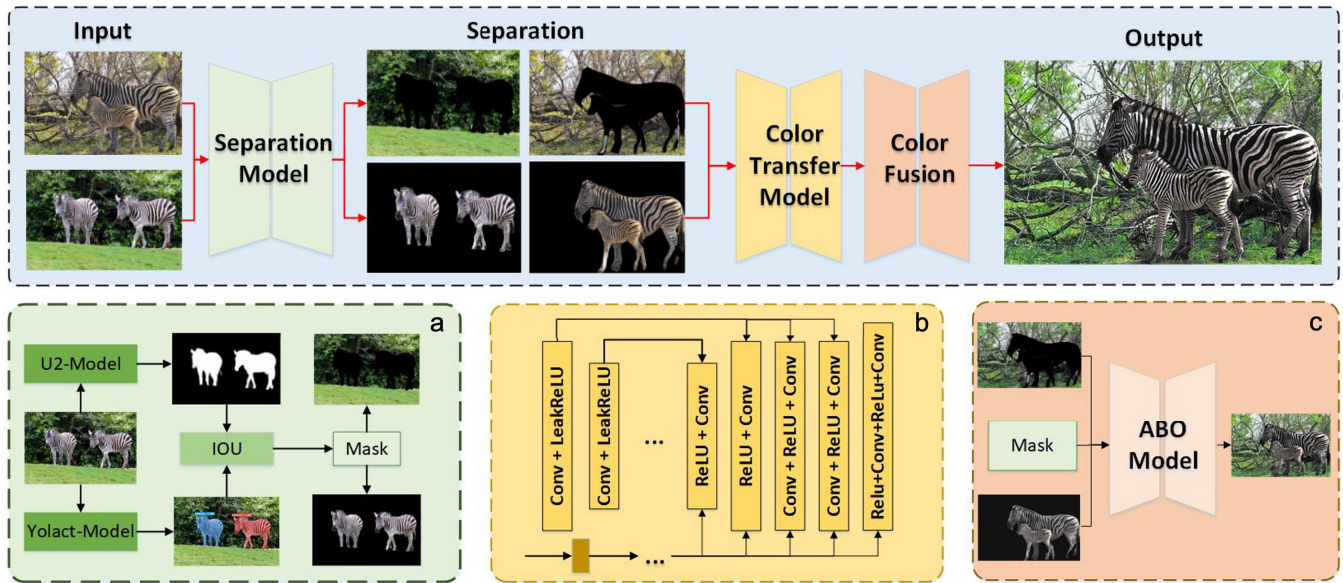 Input
Separation
Output
Separation
Model
Color
Transfer
Model
Color
Fusion
a
U2-Model
IOU
Mask
Yolact-Model
b
Conv + LeakReLU
Conv + LeakReLU
...
ReLU + Conv
ReLU + Conv
Conv + ReLU + Conv
Conv + ReLU + Conv
Relu+Conv+ReLu+Conv
...
c
Mask
ABO
Model